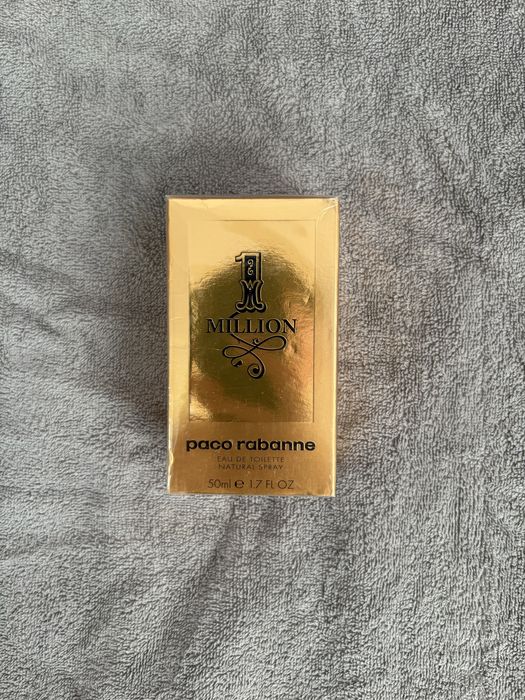 1
MILLION
paco rabanne
EAU DE TOILETTE
NATURAL SPRAY
50ml ℮ 1.7 FL OZ